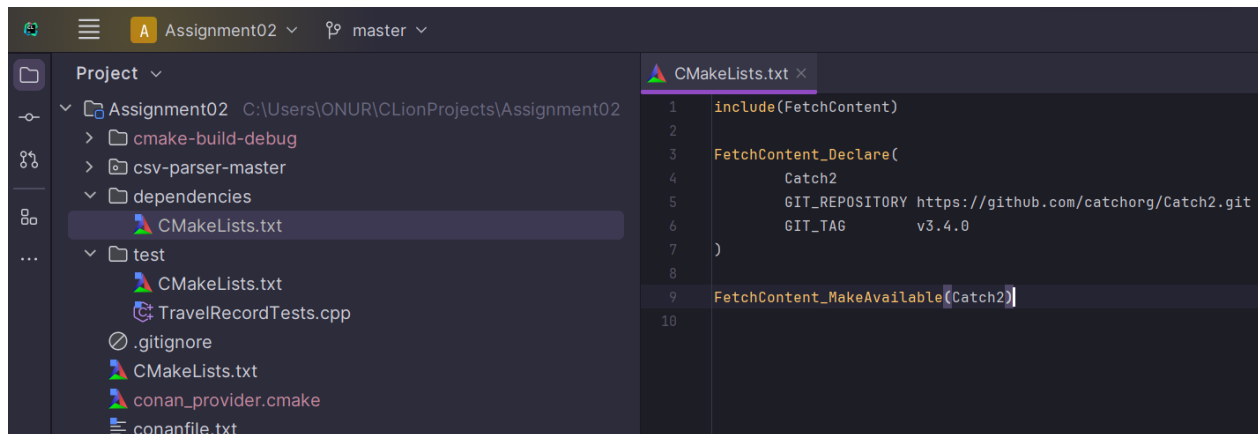 A Assignment02 master
Project
CMakeLists.txt
Assignment02 C:\Users\ONUR\CLionProjects\Assignment02
cmake-build-debug
csv-parser-master
dependencies
CMakeLists.txt
test
CMakeLists.txt
TravelRecordTests.cpp
.gitignore
CMakeLists.txt
conan_provider.cmake
conanfile.txt
1 include(FetchContent)
2
3 FetchContent_Declare(
4 Catch2
5 GIT_REPOSITORY https://github.com/catchorg/Catch2.git
6 GIT_TAG v3.4.0
7 )
8
9 FetchContent_MakeAvailable(Catch2)
10